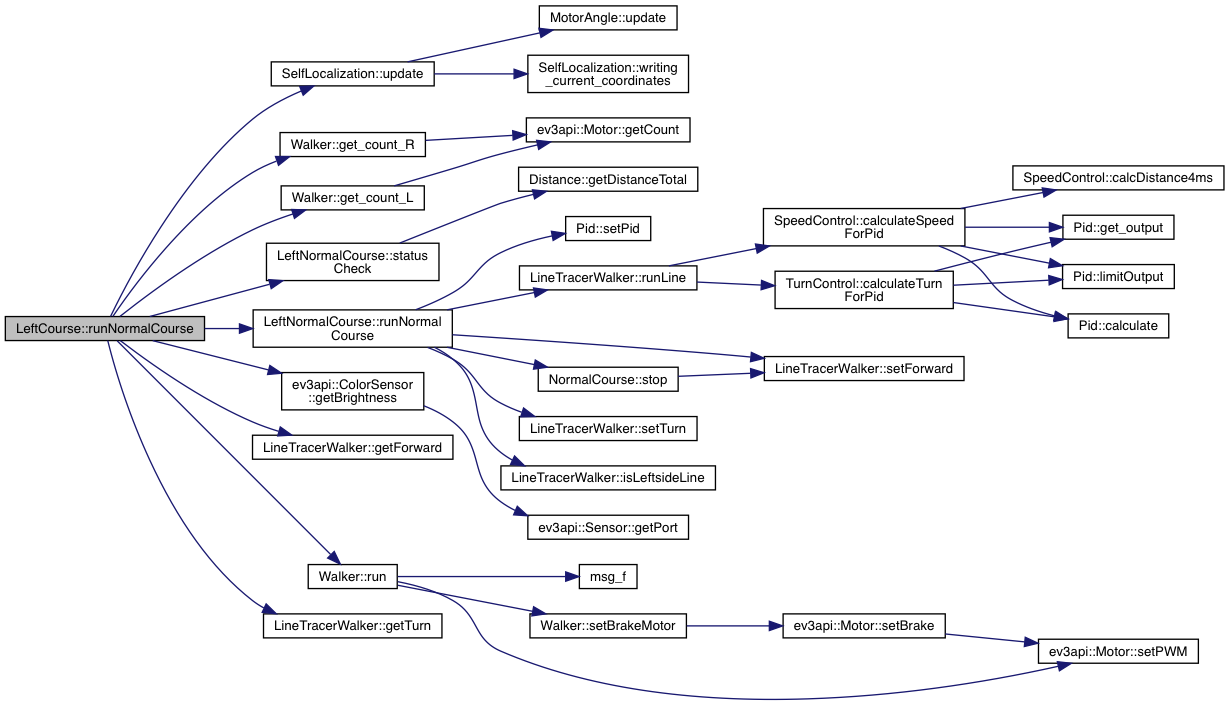 MotorAngle::update
SelfLocalization::update
SelfLocalization::writing
_current_coordinates
ev3api::Motor::getCount
Walker::get_count_R
Distance::getDistanceTotal
SpeedControl::calcDistance4ms
Walker::get_count_L
SpeedControl::calculateSpeed
ForPid
Pid::setPid
Pid::get_output
LeftNormalCourse::status
Check
LineTracerWalker::runLine
Pid::limitOutput
TurnControl::calculateTurn
ForPid
LeftCourse::runNormalCourse
LeftNormalCourse::runNormal
Course
Pid::calculate
LineTracerWalker::setForward
NormalCourse::stop
ev3api::ColorSensor
::getBrightness
LineTracerWalker::setTurn
LineTracerWalker::getForward
LineTracerWalker::isLeftsideLine
ev3api::Sensor::getPort
Walker::run
msg_f
LineTracerWalker::getTurn
Walker::setBrakeMotor
ev3api::Motor::setBrake
ev3api::Motor::setPWM